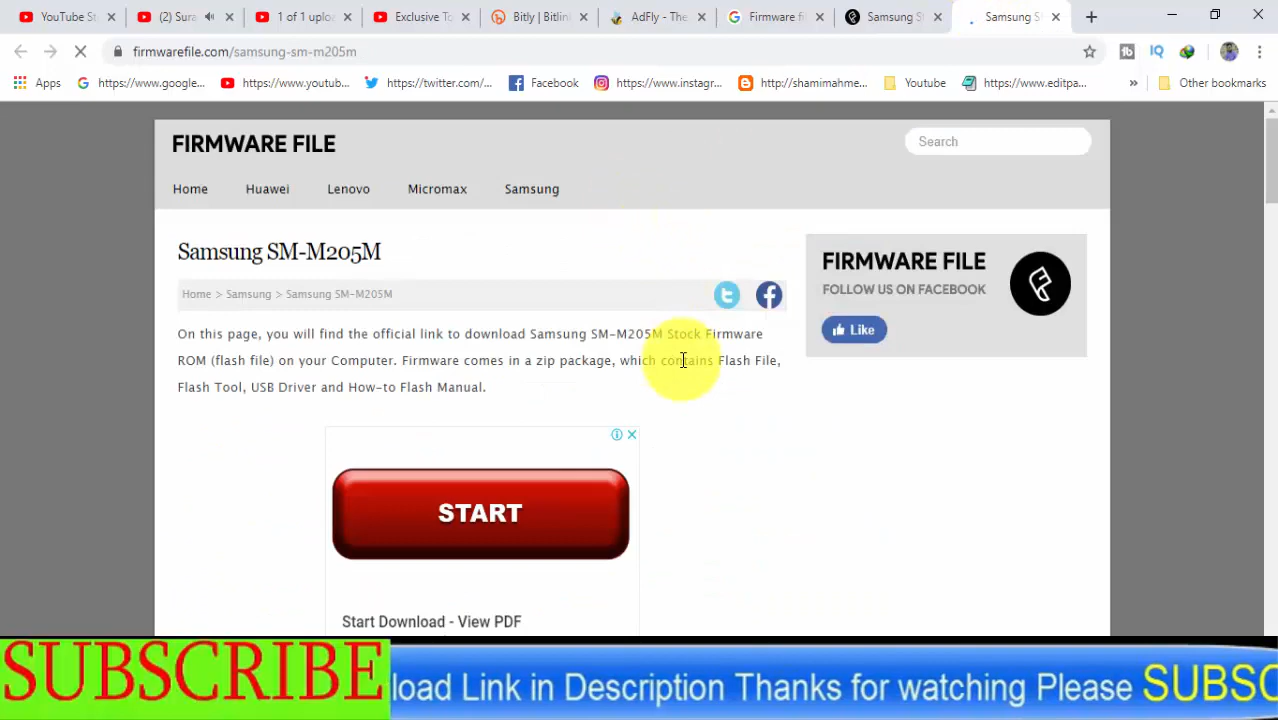 YouTube St
(2) Sura
1 of 1 uplo
Exclusive To
Bitly | Bitlin
AdFly - The
Firmware fi
Samsung S
Samsung SM
firmwarefile.com/samsung-sm-m205m
Apps
https://www.google...
https://www.youtub...
https://twitter.com/...
Facebook
https://www.instagr...
http://shamimahme...
Youtube
https://www.editpa...
»
Other bookmarks
FIRMWARE FILE
Search
Home
Huawei
Lenovo
Micromax
Samsung
Samsung SM-M205M
Home > Samsung > Samsung SM-M205M
On this page, you will find the official link to download Samsung SM-M205M Stock Firmware
ROM (flash file) on your Computer. Firmware comes in a zip package, which contains Flash File,
Flash Tool, USB Driver and How-to Flash Manual.
FIRMWARE FILE
FOLLOW US ON FACEBOOK
Like
START
Start Download - View PDF
SUBSCRIBE
load Link in Description Thanks for watching Please SUBSC